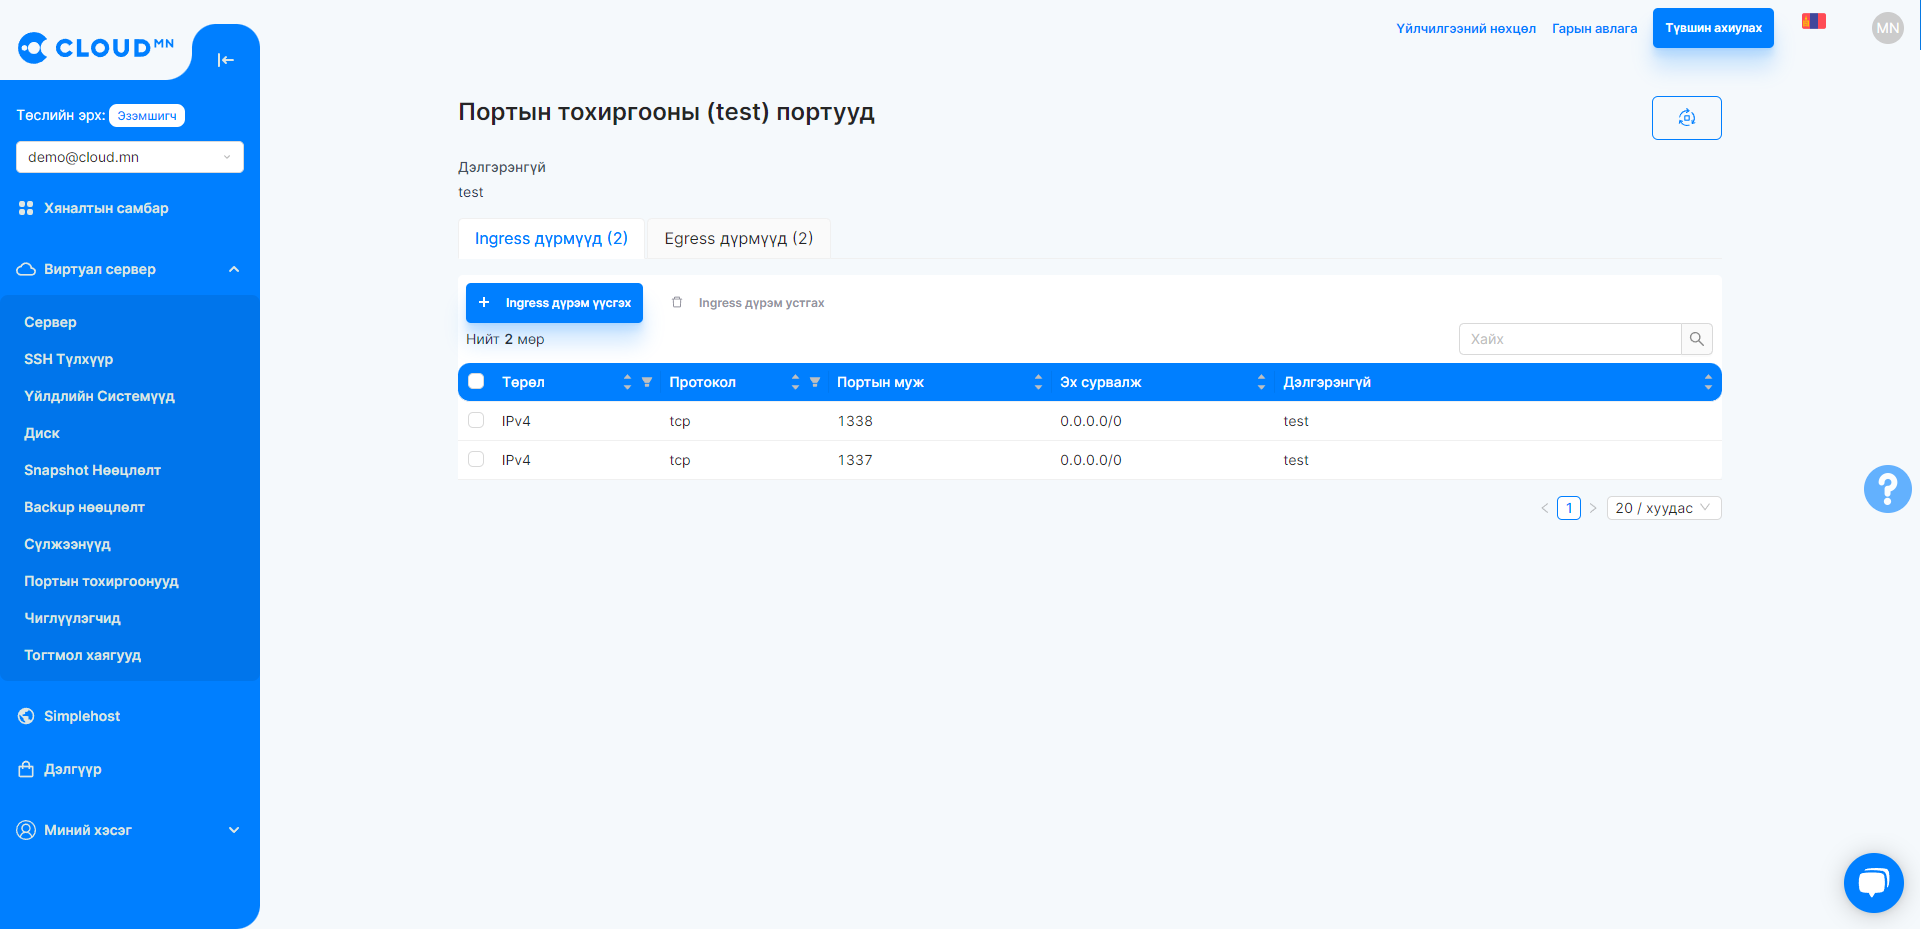 CLOUD MN
Төслийн эрх: Эзэмшигч
demo@cloud.mn
Хяналтын самбар
Виртуал сервер
Сервер
SSH Түлхүүр
Үйлдлийн Системүүд
Диск
Snapshot Нөөцлөлт
Backup нөөцлөлт
Сүлжээнүүд
Портын тохиргоонууд
Чиглүүлэгчид
Тогтмол хаягууд
Simplehost
Дэлгүүр
Миний хэсэг
Үйлчилгээний нөхцөл Гарын авлага Түвшин ахиулах MN
Портын тохиргооны (test) портууд
Дэлгэрэнгүй
test
Ingress дүрмүүд (2) Egress дүрмүүд (2)
+ Ingress дүрэм үүсгэх Ingress дүрэм устгах
Нийт 2 мөр Хайх
Төрөл Протокол Портын муж Эх сурвалж Дэлгэрэнгүй
IPv4 tcp 1338 0.0.0.0/0 test
IPv4 tcp 1337 0.0.0.0/0 test
< 1 > 20 / хуудас
?